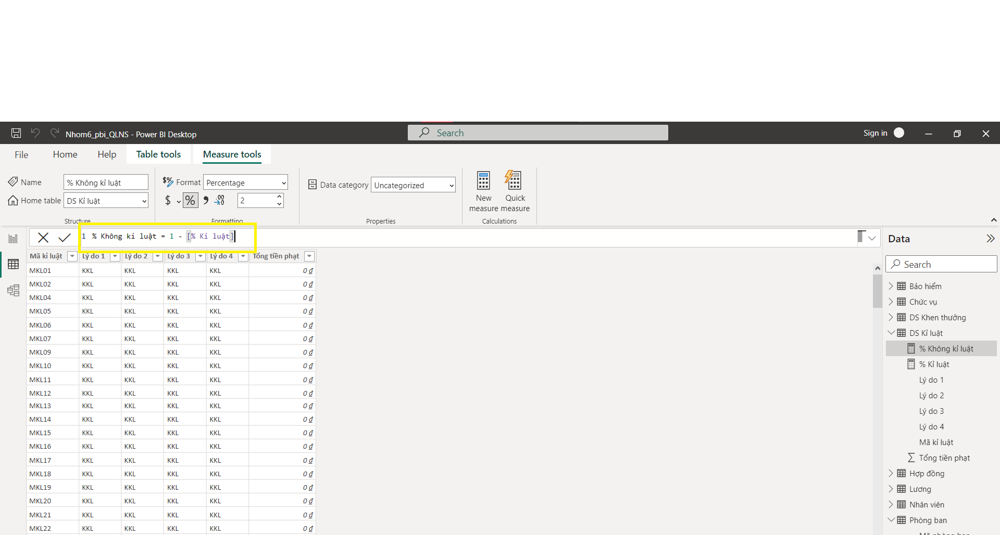 Nhom6_pbi_QLNS - Power BI Desktop
Search
Sign in
File
Home
Help
Table tools
Measure tools
Name
% Không kỉ luật
Home table
DS Kỉ luật
Structure
Format
Percentage
$
%
2
Formatting
Data category
Uncategorized
Properties
New measure
Quick measure
Calculations
1 % Không kỉ luật = 1 - [% Kỉ luật]
Mã kỉ luật Lý do 1 Lý do 2 Lý do 3 Lý do 4 Tổng tiền phạt
MKL01 KKL KKL KKL KKL 0 ₫
MKL02 KKL KKL KKL KKL 0 ₫
MKL04 KKL KKL KKL KKL 0 ₫
MKL05 KKL KKL KKL KKL 0 ₫
MKL06 KKL KKL KKL KKL 0 ₫
MKL07 KKL KKL KKL KKL 0 ₫
MKL09 KKL KKL KKL KKL 0 ₫
MKL10 KKL KKL KKL KKL 0 ₫
MKL11 KKL KKL KKL KKL 0 ₫
MKL12 KKL KKL KKL KKL 0 ₫
MKL13 KKL KKL KKL KKL 0 ₫
MKL14 KKL KKL KKL KKL 0 ₫
MKL15 KKL KKL KKL KKL 0 ₫
MKL16 KKL KKL KKL KKL 0 ₫
MKL17 KKL KKL KKL KKL 0 ₫
MKL18 KKL KKL KKL KKL 0 ₫
MKL19 KKL KKL KKL KKL 0 ₫
MKL20 KKL KKL KKL KKL 0 ₫
MKL21 KKL KKL KKL KKL 0 ₫
MKL22 KKL KKL KKL KKL 0 ₫
Data
Search
Bảo hiểm
Chức vụ
DS Khen thưởng
DS Kỉ luật
% Không kỉ luật
% Kỉ luật
Lý do 1
Lý do 2
Lý do 3
Lý do 4
Mã kỉ luật
Tổng tiền phạt
Hợp đồng
Lương
Nhân viên
Phòng ban